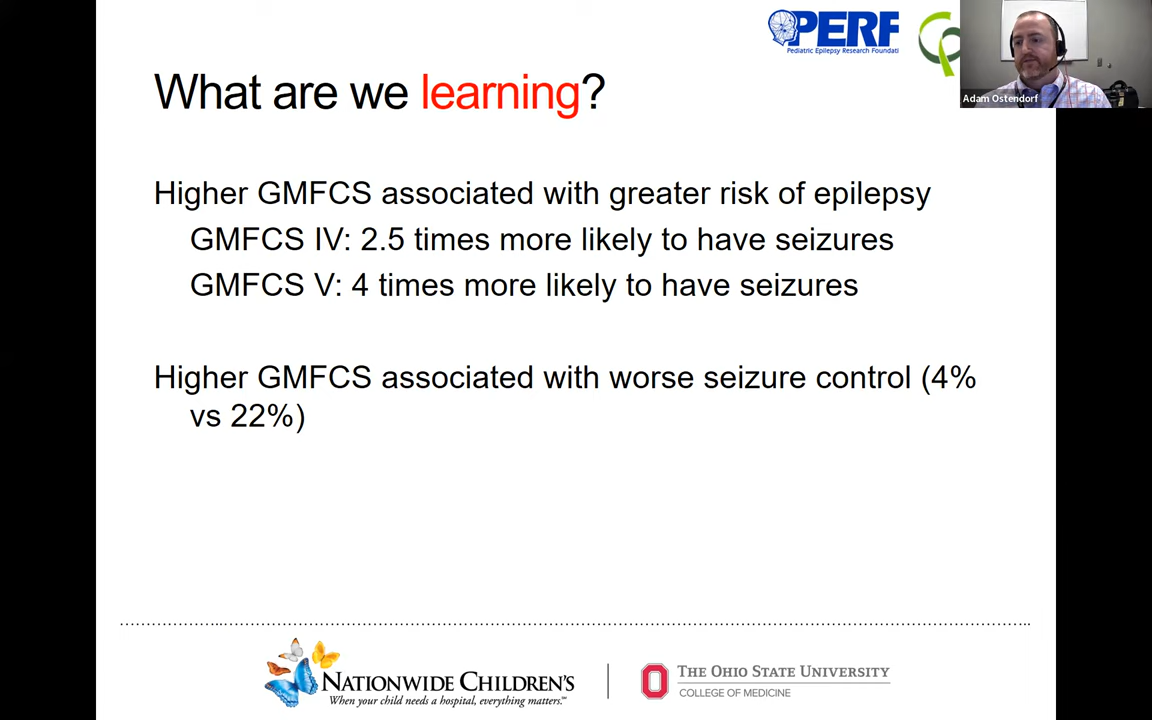 PERF
Pediatric Epilepsy Research Foundati
Adam Ostendorf
What are we learning?
Higher GMFCS associated with greater risk of epilepsy
GMFCS IV: 2.5 times more likely to have seizures
GMFCS V: 4 times more likely to have seizures
Higher GMFCS associated with worse seizure control (4%
vs 22%)
NATIONWIDE CHILDREN'S
When your child needs a hospital, everything matters.℠
THE OHIO STATE UNIVERSITY
COLLEGE OF MEDICINE